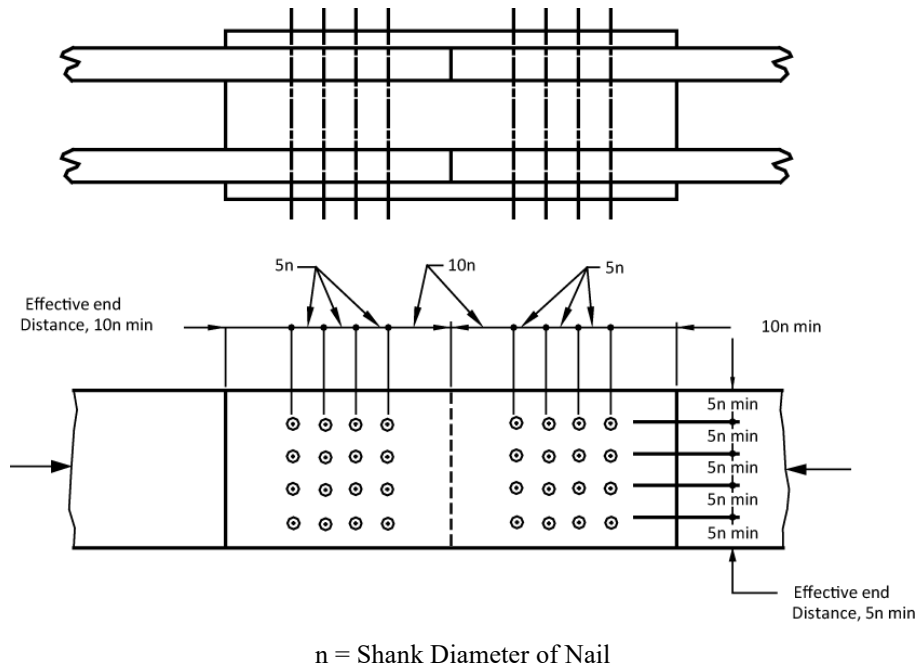 5n
10n
5n
Effective end
Distance, 10n min
10n min
5n min
5n min
5n min
5n min
5n min
Effective end
Distance, 5n min
n = Shank Diameter of Nail